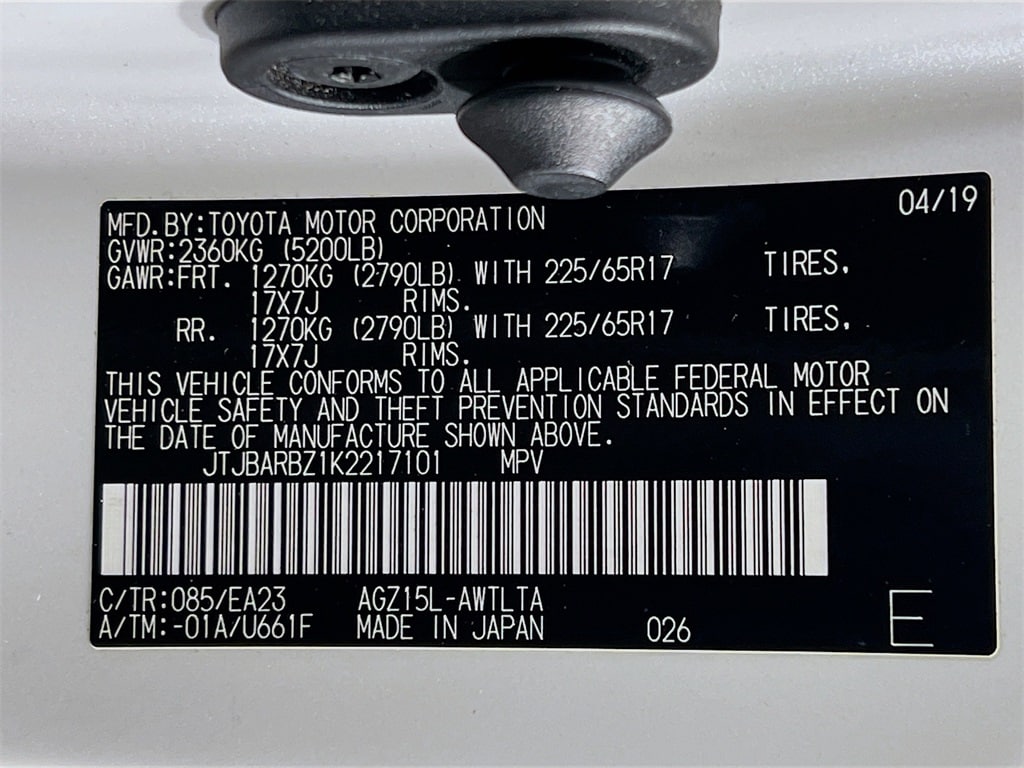 04/19
MFD.BY:TOYOTA MOTOR CORPORATION
GVWR:2360KG (5200LB)
GAWR:FRT. 1270KG (2790LB) WITH 225/65R17 TIRES,
17X7J RIMS.
RR. 1270KG (2790LB) WITH 225/65R17 TIRES,
17X7J RIMS.
THIS VEHICLE CONFORMS TO ALL APPLICABLE FEDERAL MOTOR
VEHICLE SAFETY AND THEFT PREVENTION STANDARDS IN EFFECT ON
THE DATE OF MANUFACTURE SHOWN ABOVE.
JTJBARBZ1K2217101 MPV
C/TR:085/EA23 AGZ15L-AWTLTA
A/TM:-01A/U661F MADE IN JAPAN 026 E